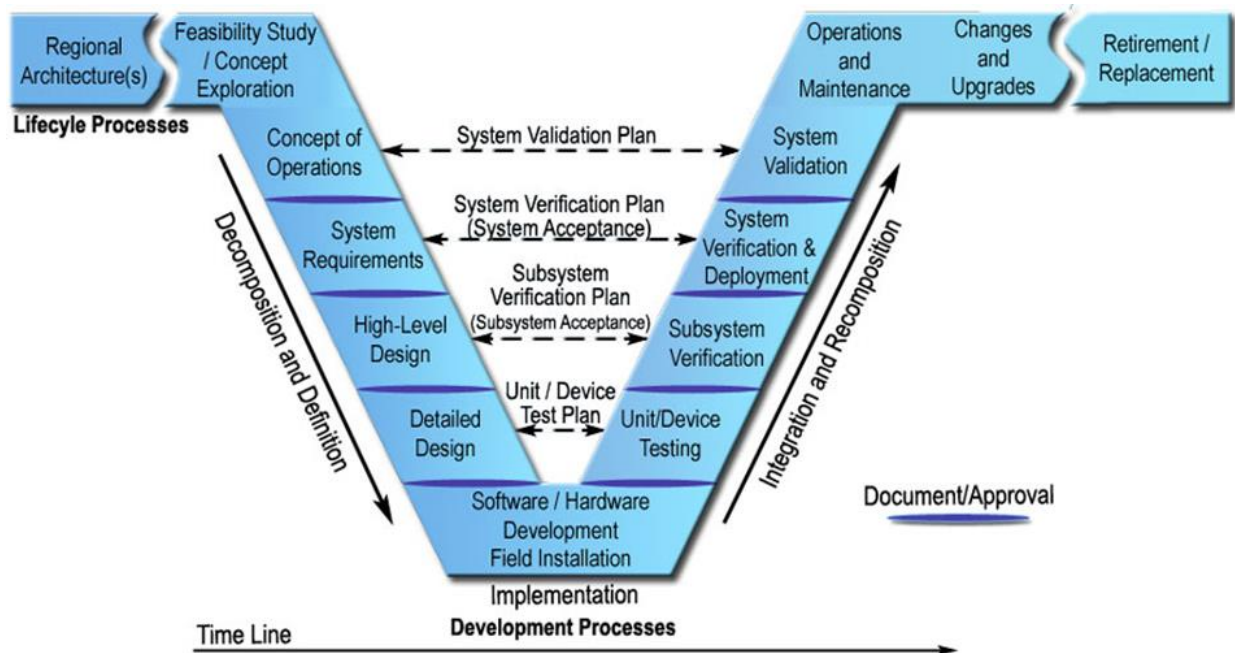 Regional
Architecture(s)
Feasibility Study
/ Concept
Exploration
Operations
and
Maintenance
Changes
and
Upgrades
Retirement /
Replacement
Lifecyle Processes
Concept of
Operations
System Validation Plan
System
Validation
System
Requirements
System Verification Plan
(System Acceptance)
System
Verification &
Deployment
High-Level
Design
Subsystem
Verification Plan
(Subsystem Acceptance)
Subsystem
Verification
Detailed
Design
Unit / Device
Test Plan
Unit/Device
Testing
Decomposition and Definition
Integration and Recomposition
Software / Hardware
Development
Field Installation
Document/Approval
Implementation
Development Processes
Time Line